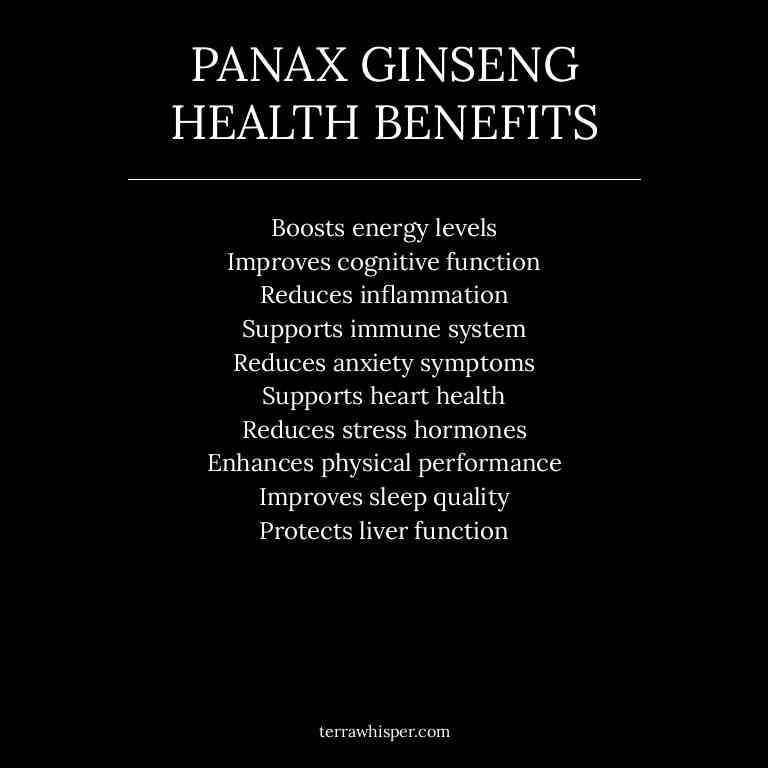 PANAX GINSENG
HEALTH BENEFITS
Boosts energy levels
Improves cognitive function
Reduces inflammation
Supports immune system
Reduces anxiety symptoms
Supports heart health
Reduces stress hormones
Enhances physical performance
Improves sleep quality
Protects liver function
terrawhisper.com